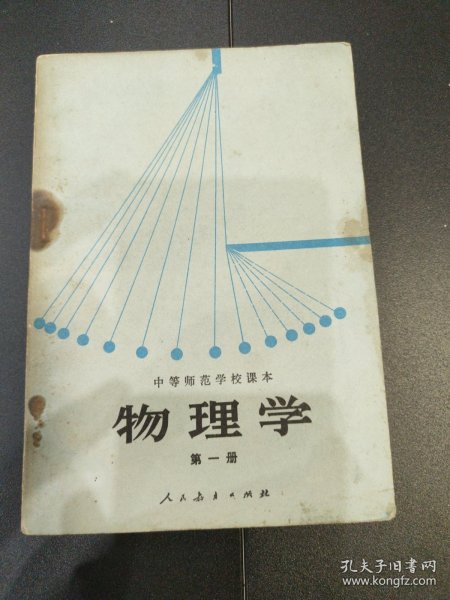 中等师范学校课本
物理学
第一册
人民教育出版社
孔夫子旧书网
www.kongfz.com